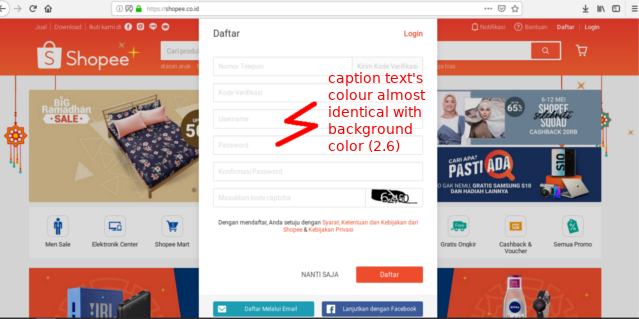 https://shopee.co.id
Jual | Download | Ikuti kami di
Notifikasi
Bantuan
Daftar
Login
Shopee
Cari produk
Daftar
Login
Nomor Telepon
Kirim Kode Verifikasi
Kode Verifikasi
Username
Password
Konfirmasi Password
Masukkan kode captcha
caption text's
colour almost
identical with
background
color (2.6)
BIG
Ramadhan
SALE
65%
6-12 MEI
SHOPEE
celebriti
SQUAD
CASHBACK 20RB
CARI APA?
PASTI ADA
GRATIS SAMSUNG S10
DAN HADIAH LAINNYA
Dengan mendaftar, Anda setuju dengan Syarat, Ketentuan dan Kebijakan dari
Shopee & Kebijakan Privasi
Men Sale
Elektronik Center
Shopee Mart
Gratis Ongkir
Cashback &
Voucher
Semua Promo
NANTI SAJA
Daftar
Daftar Melalui Email
Lanjutkan dengan Facebook
JBL
NIVEA